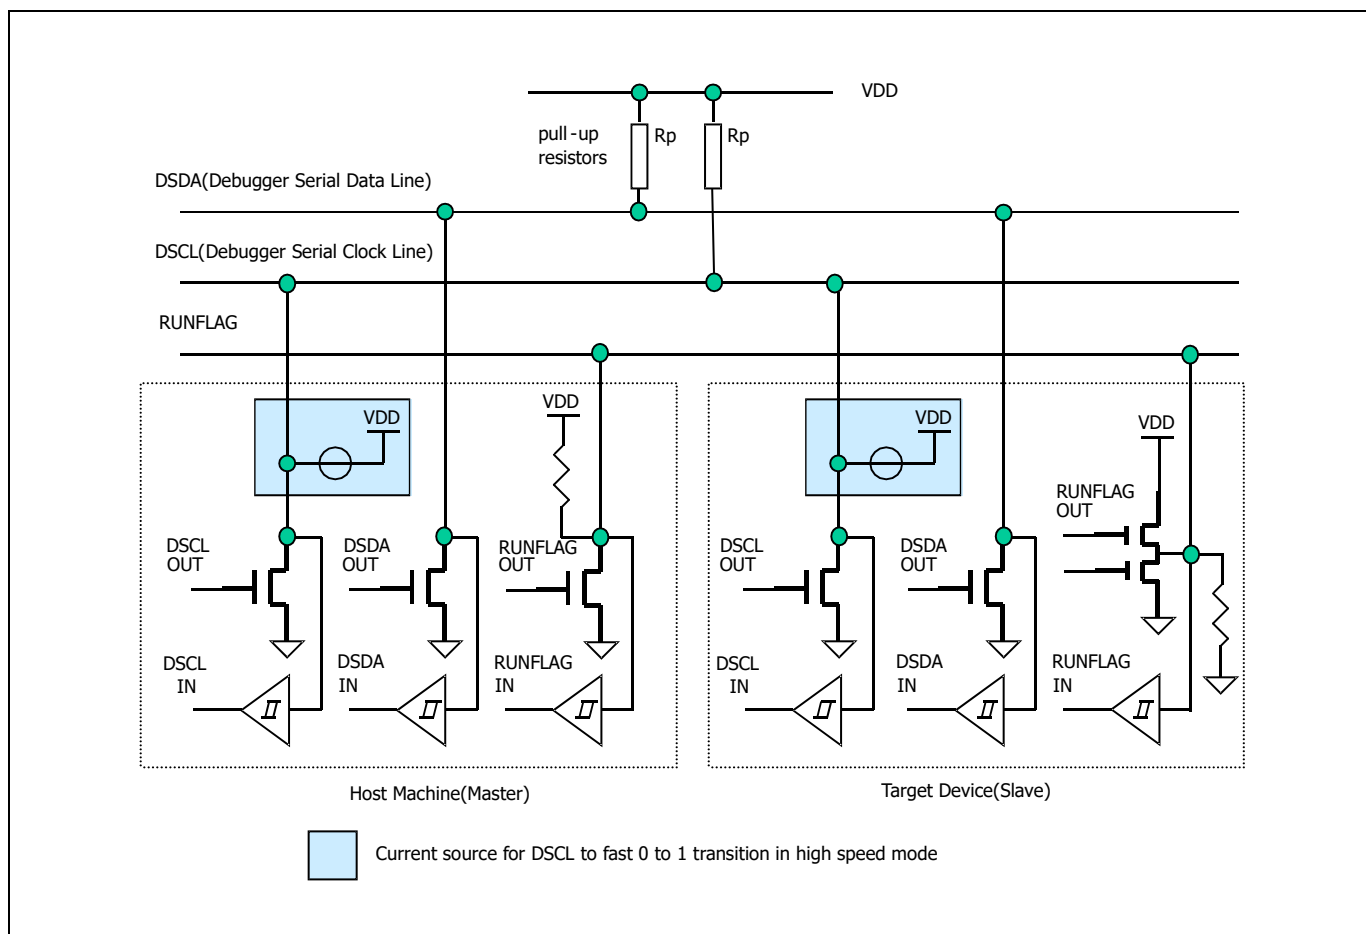 VDD
pull-up
resistors
Rp
Rp
DSDA(Debugger Serial Data Line)
DSCL(Debugger Serial Clock Line)
RUNFLAG
VDD
VDD
VDD
VDD
RUNFLAG
OUT
DSCL
OUT
DSDA
OUT
RUNFLAG
OUT
DSCL
OUT
DSDA
OUT
DSCL
IN
DSDA
IN
RUNFLAG
IN
DSCL
IN
DSDA
IN
RUNFLAG
IN
Host Machine(Master)
Target Device(Slave)
Current source for DSCL to fast 0 to 1 transition in high speed mode